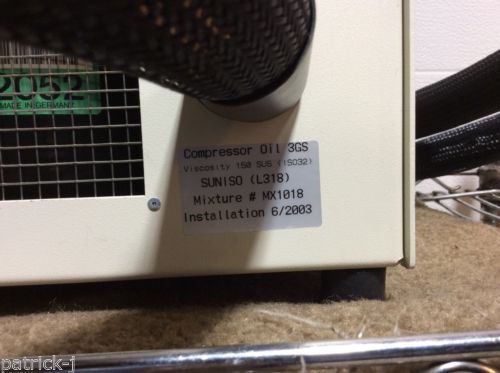 2052
MADE IN GERMANY
Compressor Oil 3GS
Viscosity 150 SUS (ISO32)
SUNISO (L318)
Mixture # MX1018
Installation 6/2003
patrick-j